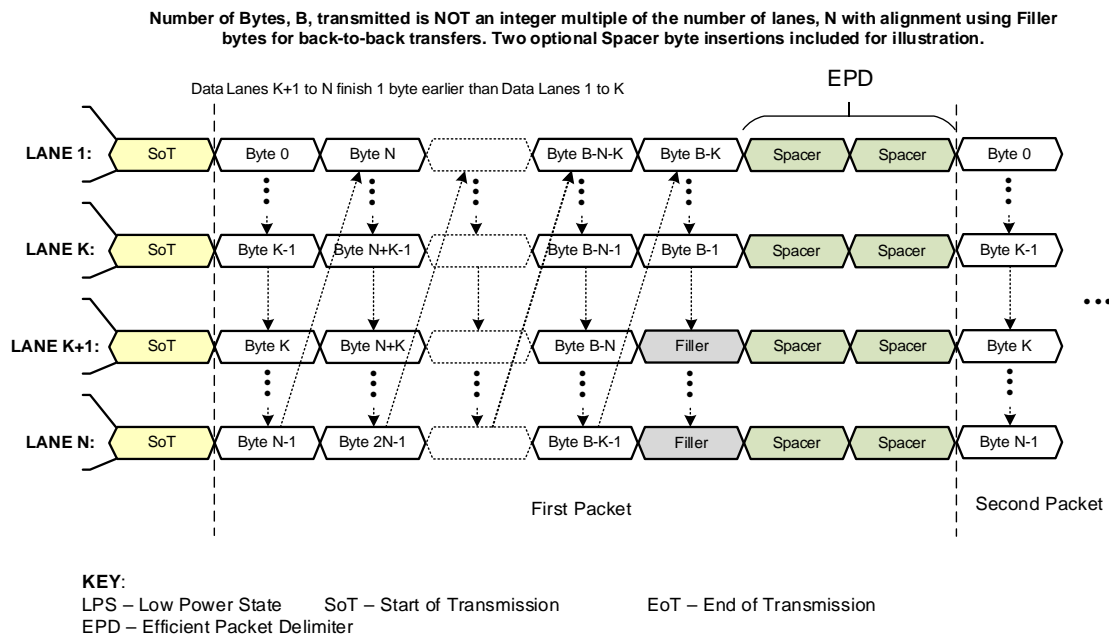 Number of Bytes, B, transmitted is NOT an integer multiple of the number of lanes, N with alignment using Filler
bytes for back-to-back transfers. Two optional Spacer byte insertions included for illustration.
EPD
Data Lanes K+1 to N finish 1 byte earlier than Data Lanes 1 to K
LANE 1: SoT Byte 0 Byte N Byte B-N-K Byte B-K Spacer Spacer Byte 0
LANE K: SoT Byte K-1 Byte N+K-1 Byte B-N-1 Byte B-1 Spacer Spacer Byte K-1
LANE K+1: SoT Byte K Byte N+K Byte B-N Filler Spacer Spacer Byte K
LANE N: SoT Byte N-1 Byte 2N-1 Byte B-K-1 Filler Spacer Spacer Byte N-1
First Packet Second Packet
KEY:
LPS – Low Power State SoT – Start of Transmission EoT – End of Transmission
EPD – Efficient Packet Delimiter